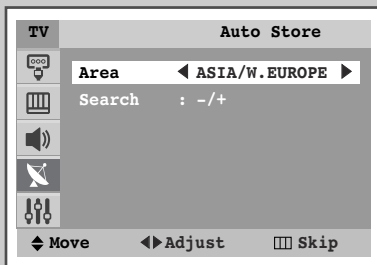 TV Auto Store
Area ◀ ASIA/W.EUROPE ▶
Search : -/+
Move Adjust Skip